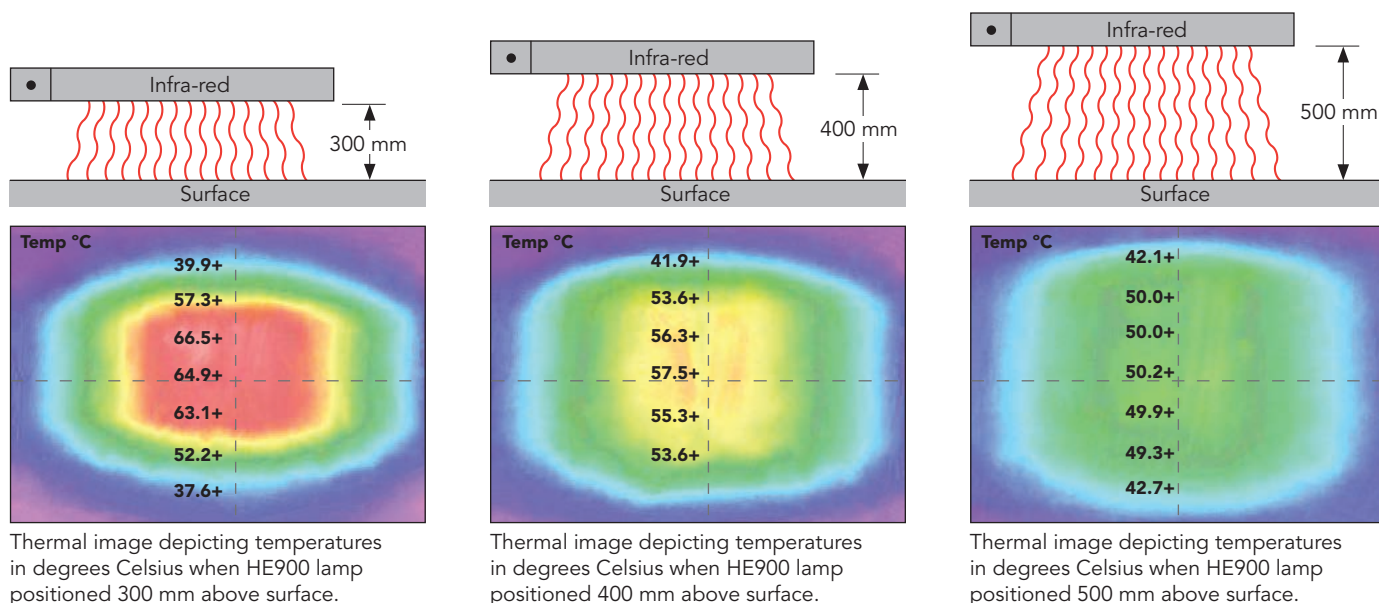 Infra-red
300 mm
Surface
Temp °C
39.9+
57.3+
66.5+
64.9+
63.1+
52.2+
37.6+
Thermal image depicting temperatures
in degrees Celsius when HE900 lamp
positioned 300 mm above surface.
Infra-red
400 mm
Surface
Temp °C
41.9+
53.6+
56.3+
57.5+
55.3+
53.6+
Thermal image depicting temperatures
in degrees Celsius when HE900 lamp
positioned 400 mm above surface.
Infra-red
500 mm
Surface
Temp °C
42.1+
50.0+
50.0+
50.2+
49.9+
49.3+
42.7+
Thermal image depicting temperatures
in degrees Celsius when HE900 lamp
positioned 500 mm above surface.